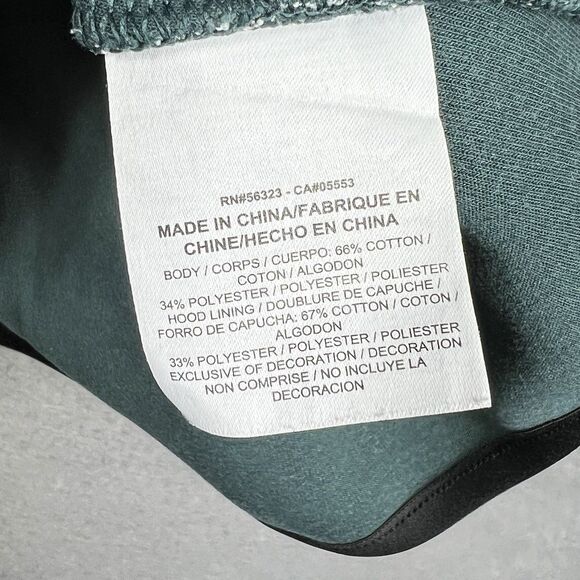 RN#56323 - CA#05553
MADE IN CHINA/FABRIQUE EN
CHINE/HECHO EN CHINA
BODY / CORPS / CUERPO: 66% COTTON /
COTON / ALGODON
34% POLYESTER / POLYESTER / POLIESTER
HOOD LINING / DOUBLURE DE CAPUCHE /
FORRO DE CAPUCHA: 67% COTTON / COTON /
ALGODON
33% POLYESTER / POLYESTER / POLIESTER
EXCLUSIVE OF DECORATION / DECORATION
NON COMPRISE / NO INCLUYE LA
DECORACION